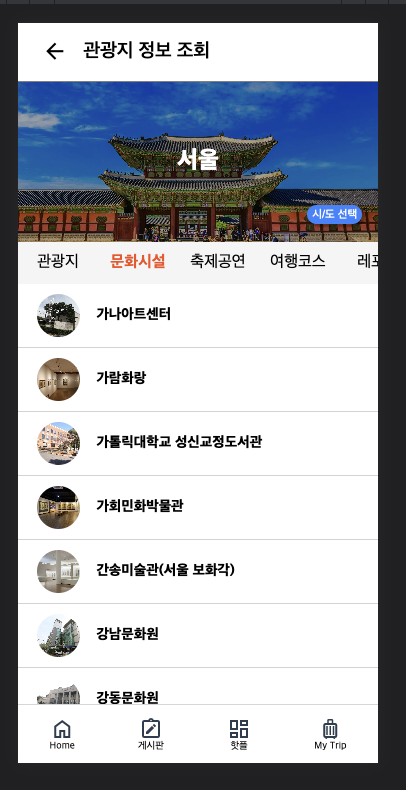 관광지 정보 조회
서울
시/도 선택
관광지 문화시설 축제공연 여행코스 레포
가나아트센터
가람화랑
가톨릭대학교 성신교정도서관
가회민화박물관
간송미술관(서울 보화각)
강남문화원
강동문화원
Home 게시판 핫플 My Trip